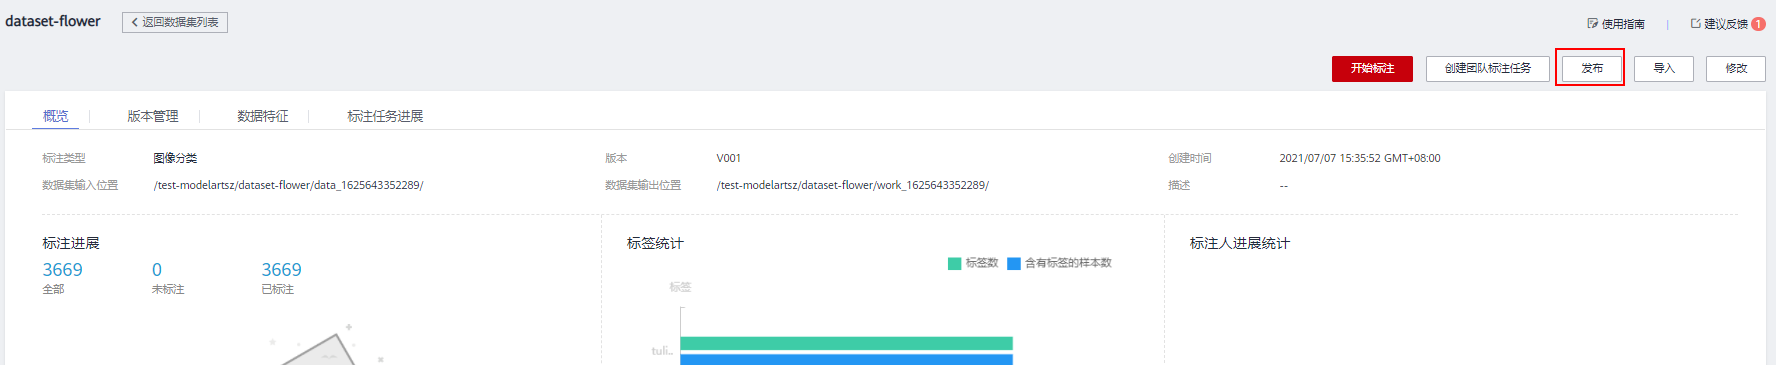 dataset-flower
返回数据集列表
使用指南
建议反馈 1
开始标注 创建团队标注任务 发布 导入 修改
概览 版本管理 数据特征 标注任务进展
标注类型 图像分类 版本 V001 创建时间 2021/07/07 15:35:52 GMT+08:00
数据集输入位置 /test-modelartsz/dataset-flower/data_1625643352289/ 数据集输出位置 /test-modelartsz/dataset-flower/work_1625643352289/ 描述 --
标注进展 标签统计 标注人进展统计
3669 0 3669
全部 未标注 已标注
标签数 含有标签的样本数
标签
tuli..